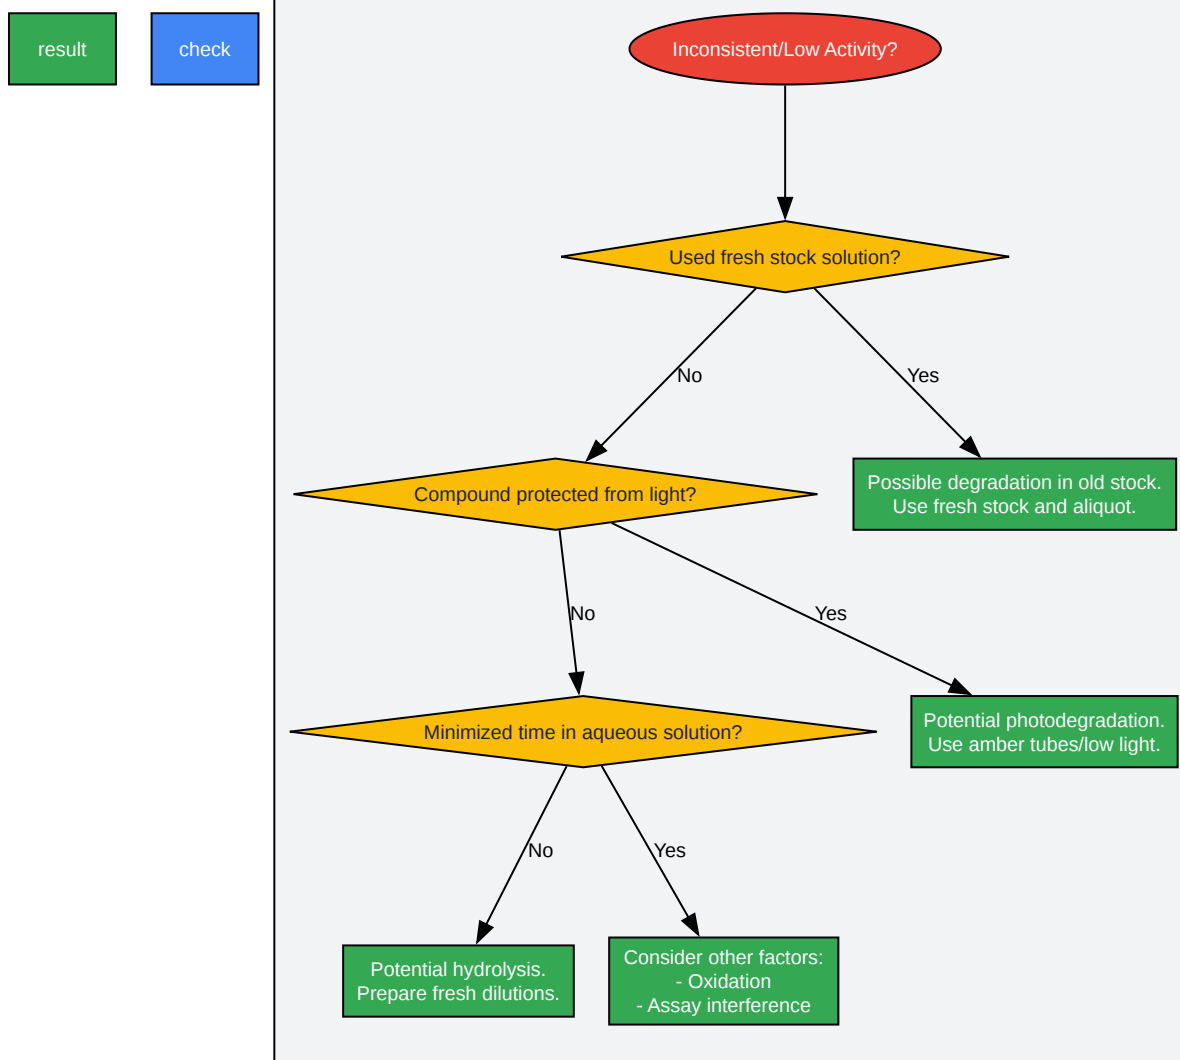 result
check
Inconsistent/Low Activity?
Used fresh stock solution?
No
Yes
Compound protected from light?
Possible degradation in old stock.
Use fresh stock and aliquot.
No
Yes
Minimized time in aqueous solution?
Potential photodegradation.
Use amber tubes/low light.
No
Yes
Potential hydrolysis.
Prepare fresh dilutions.
Consider other factors:
- Oxidation
- Assay interference